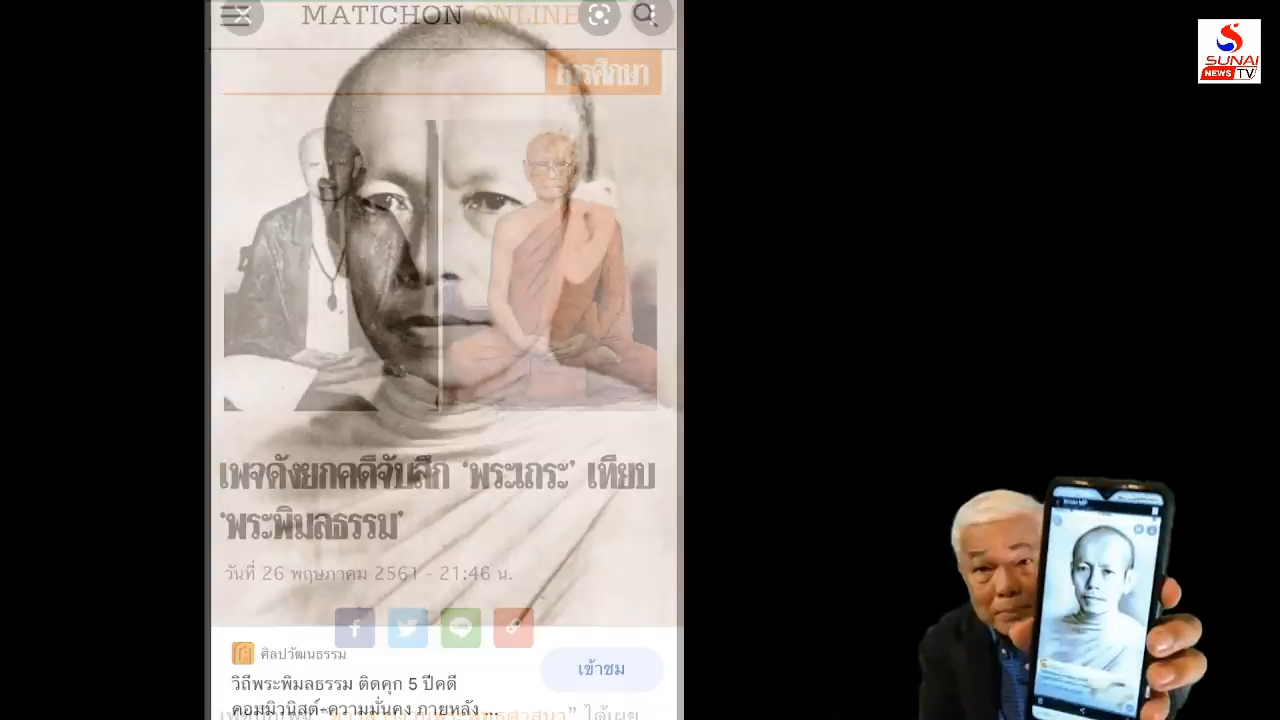 MATICHON ONLINE
การศึกษา
SUNAI
NEWS TV
เพจดังยกคดีจับสึก ‘พระเถระ’ เทียบ
‘พระพิมลธรรม’
วันที่ 26 พฤษภาคม 2561 - 21:46 น.
ศิลปวัฒนธรรม
เข้าชม
วิถีพระพิมลธรรม ติดคุก 5 ปีคดี
คอมมิวนิสต์-ความมั่นคง ภายหลัง ...